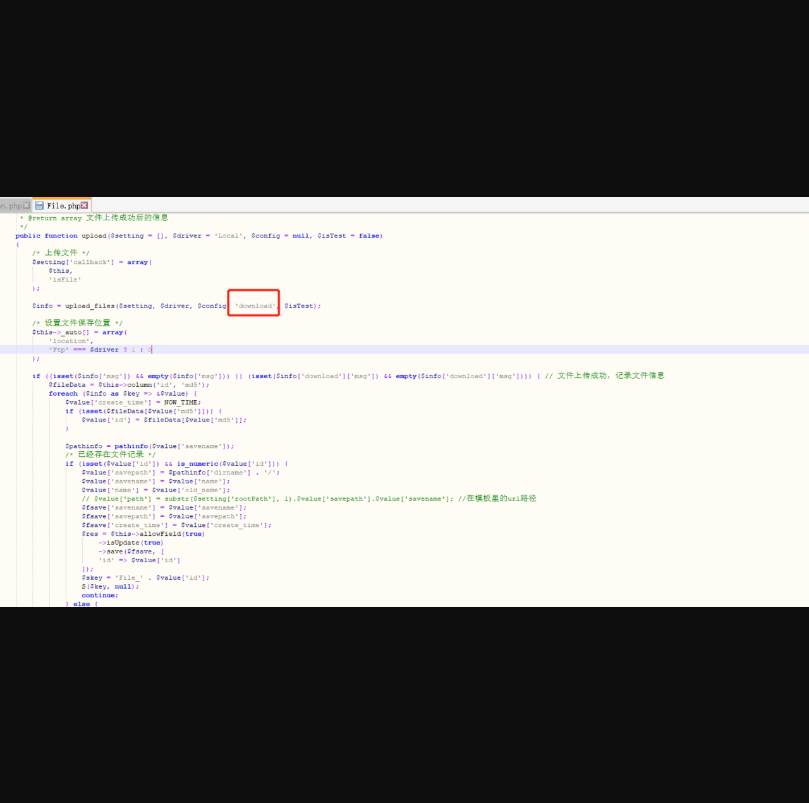 n.php
File.php
* @return array 文件上传成功后的信息
*/
public function upload($setting = [], $driver = 'Local', $config = null, $isTest = false)
{
/* 上传文件 */
$setting['callback'] = array(
$this,
'isFile'
);
$info = upload_files($setting, $driver, $config, 'download', $isTest);
/* 设置文件保存位置 */
$this->_auto[] = array(
'location',
'Ftp' === $driver ? 1 : 0
);
if ((isset($info['msg']) && empty($info['msg'])) || (isset($info['download']['msg']) && empty($info['download']['msg']))) { // 文件上传成功, 记录文件信息
$fileData = $this->column('id', 'md5');
foreach ($info as $key => &$value) {
$value['create_time'] = NOW_TIME;
if (isset($fileData[$value['md5']])) {
$value['id'] = $fileData[$value['md5']];
}
$pathinfo = pathinfo($value['savename']);
/* 已经存在文件记录 */
if (isset($value['id']) && is_numeric($value['id'])) {
$value['savepath'] = $pathinfo['dirname'] . '/';
$value['savename'] = $value['name'];
$value['name'] = $value['old_name'];
// $value['path'] = substr($setting['rootPath'], 1).$value['savepath'].$value['savename']; //在模板里的url路径
$fsave['savename'] = $value['savename'];
$fsave['savepath'] = $value['savepath'];
$fsave['create_time'] = $value['create_time'];
$res = $this->allowField(true)
->isUpdate(true)
->save($fsave, [
'id' => $value['id']
]);
$skey = 'File_' . $value['id'];
S($key, null);
continue;
} else {